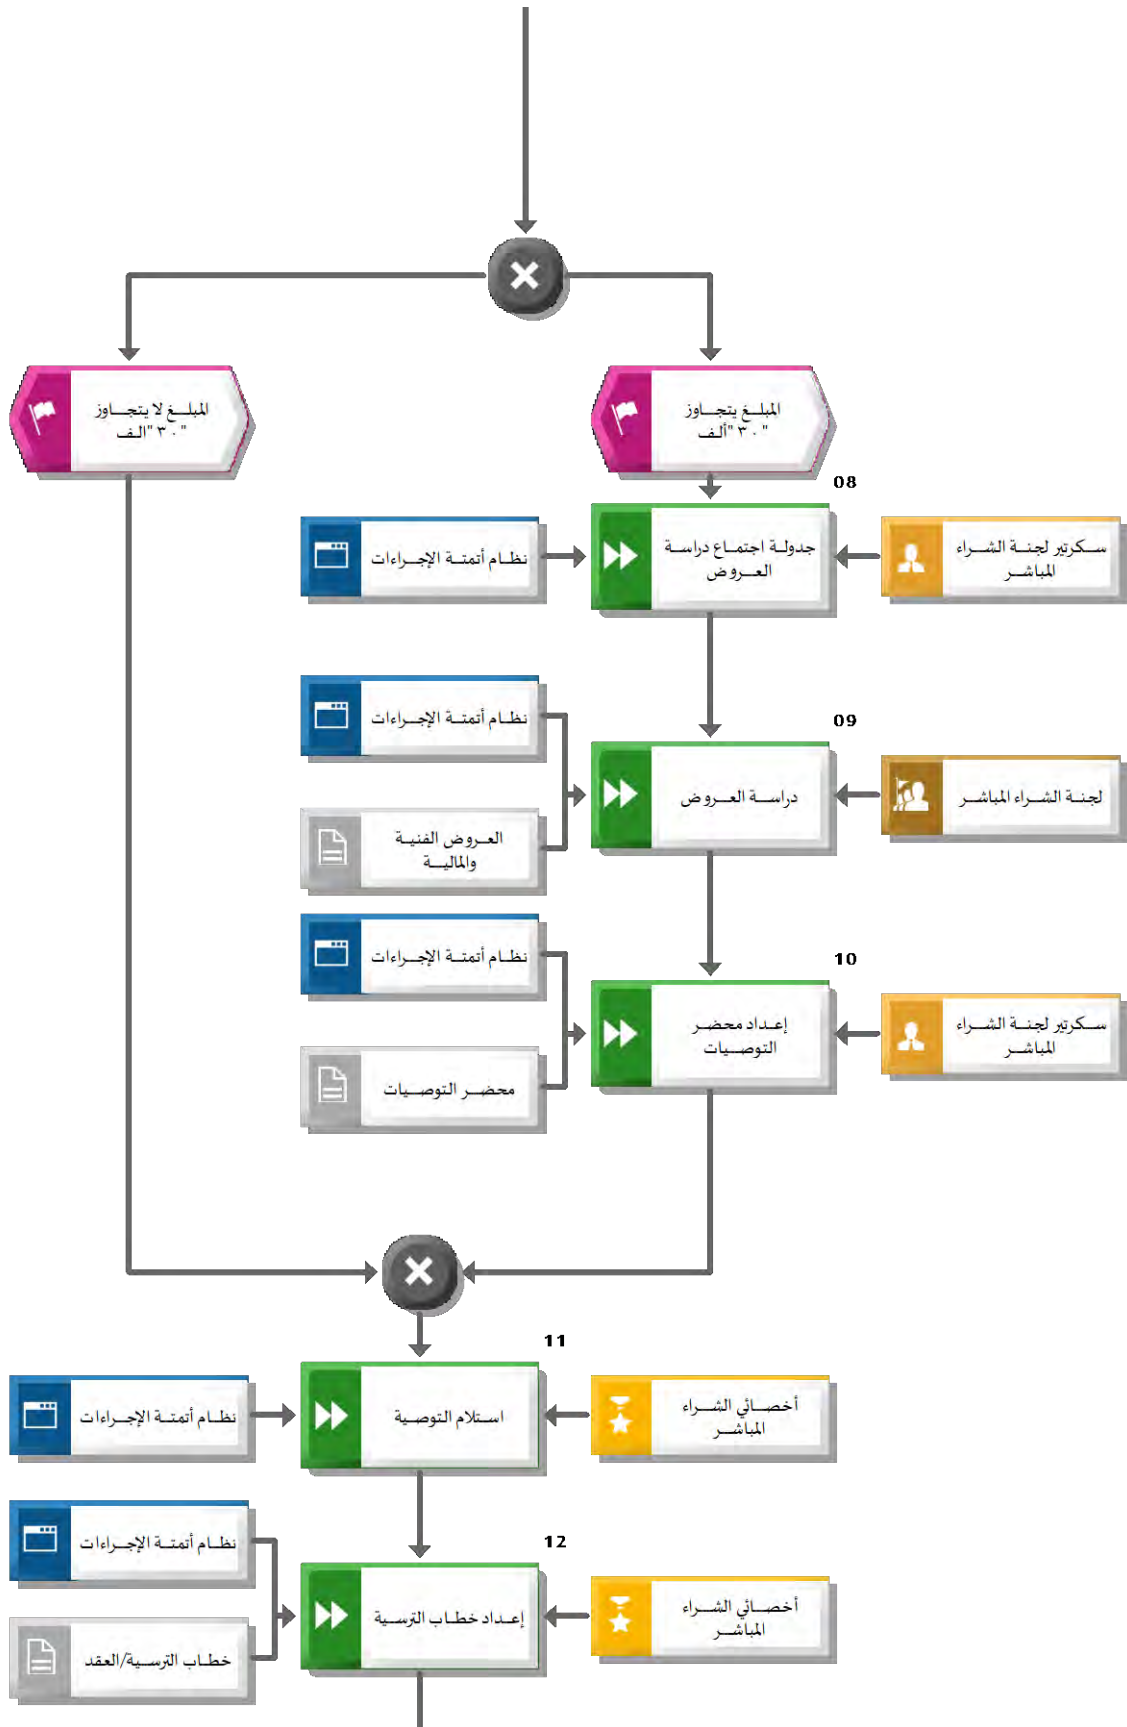 المبلغ يتجاوز
"٣٠" ألف
المبلغ لا يتجاوز
"٣٠" الف
08
سكرتير لجنة الشراء
المباشر
جدولة اجتماع دراسة
العروض
نظام أتمتة الإجراءات
09
لجنة الشراء المباشر
دراسة العروض
نظام أتمتة الإجراءات
العروض الفنية
والمالية
10
سكرتير لجنة الشراء
المباشر
إعداد محضر
التوصيات
نظام أتمتة الإجراءات
محضر التوصيات
11
أخصائي الشراء
المباشر
استلام التوصية
نظام أتمتة الإجراءات
12
أخصائي الشراء
المباشر
إعداد خطاب الترسية
نظام أتمتة الإجراءات
خطاب الترسية/العقد